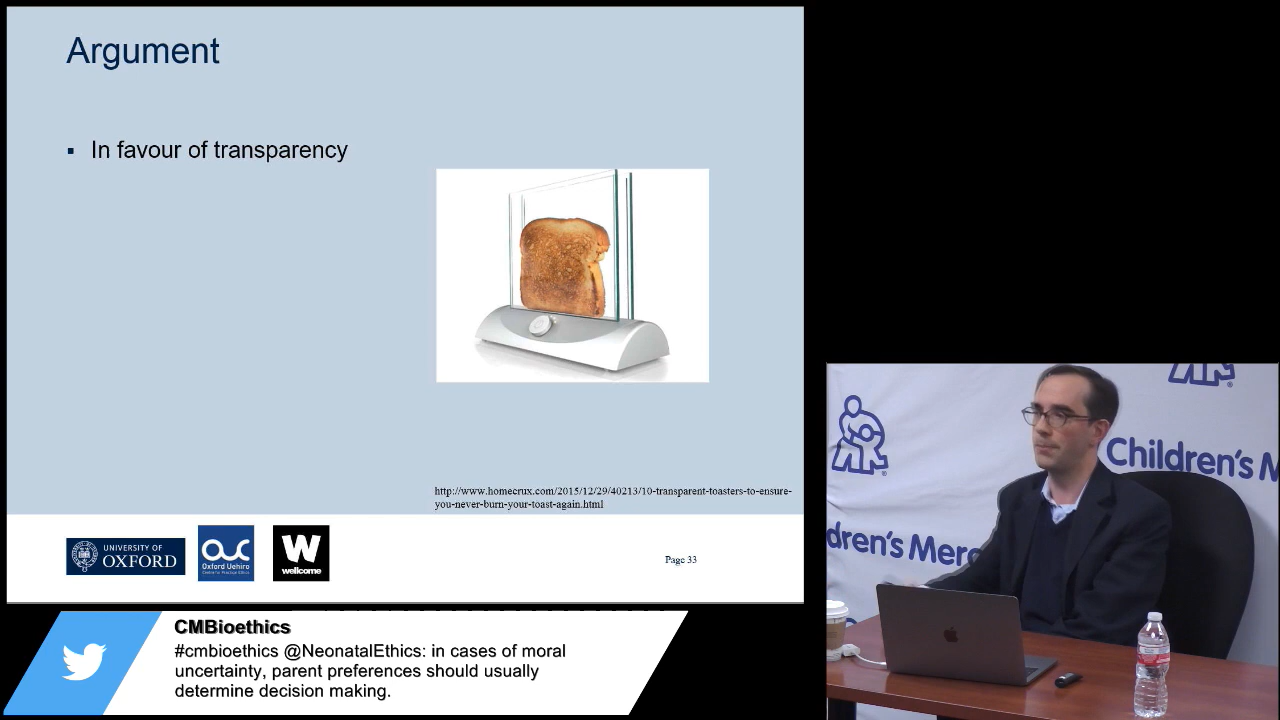 Argument
▪ In favour of transparency
http://www.homecrux.com/2015/12/29/40213/10-transparent-toasters-to-ensure-
you-never-burn-your-toast-again.html
UNIVERSITY OF
OXFORD
Oxford Uehiro
W
wellcome
Page 33
CMBioethics
#cmbioethics @NeonatalEthics: in cases of moral
uncertainty, parent preferences should usually
determine decision making.
Children's M
dren's Merc